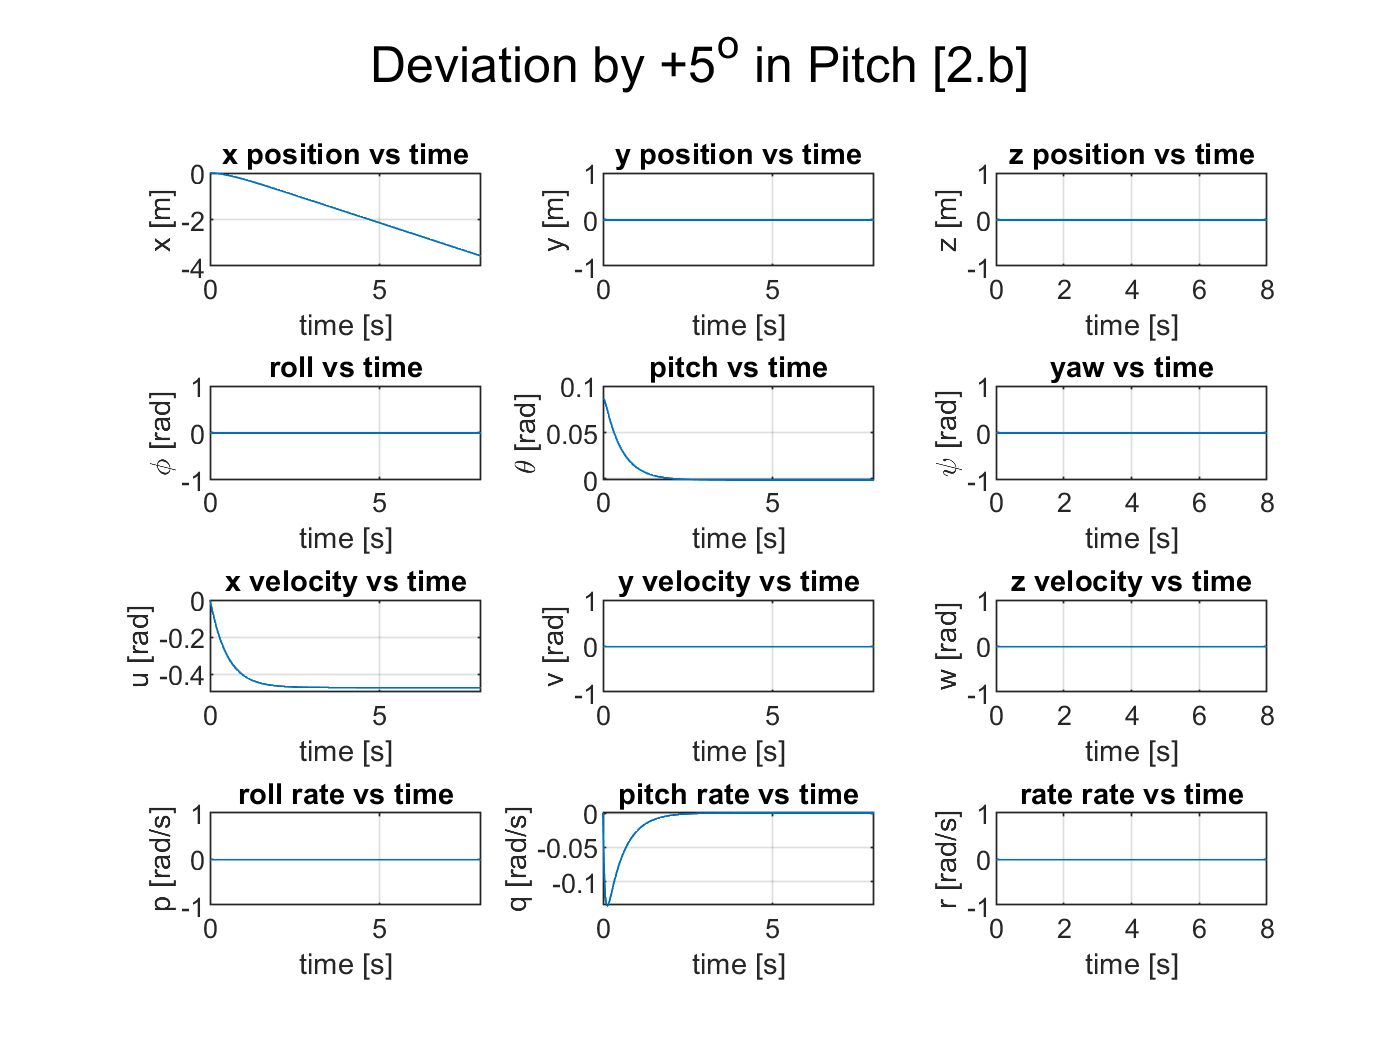 Deviation by +5o in Pitch [2.b]
x position vs time
x [m]
0
-2
-4
0
5
time [s]
y position vs time
y [m]
1
0
-1
0
5
time [s]
z position vs time
z [m]
1
0
-1
0 2 4 6 8
time [s]
roll vs time
ϕ [rad]
1
0
-1
0
5
time [s]
pitch vs time
θ [rad]
0.1
0.05
0
0
5
time [s]
yaw vs time
ψ [rad]
1
0
-1
0 2 4 6 8
time [s]
x velocity vs time
u [rad]
0
-0.2
-0.4
0
5
time [s]
y velocity vs time
v [rad]
1
0
-1
0
5
time [s]
z velocity vs time
w [rad]
1
0
-1
0 2 4 6 8
time [s]
roll rate vs time
p [rad/s]
1
0
-1
0
5
time [s]
pitch rate vs time
q [rad/s]
0
-0.05
-0.1
0
5
time [s]
rate rate vs time
r [rad/s]
1
0
-1
0 2 4 6 8
time [s]